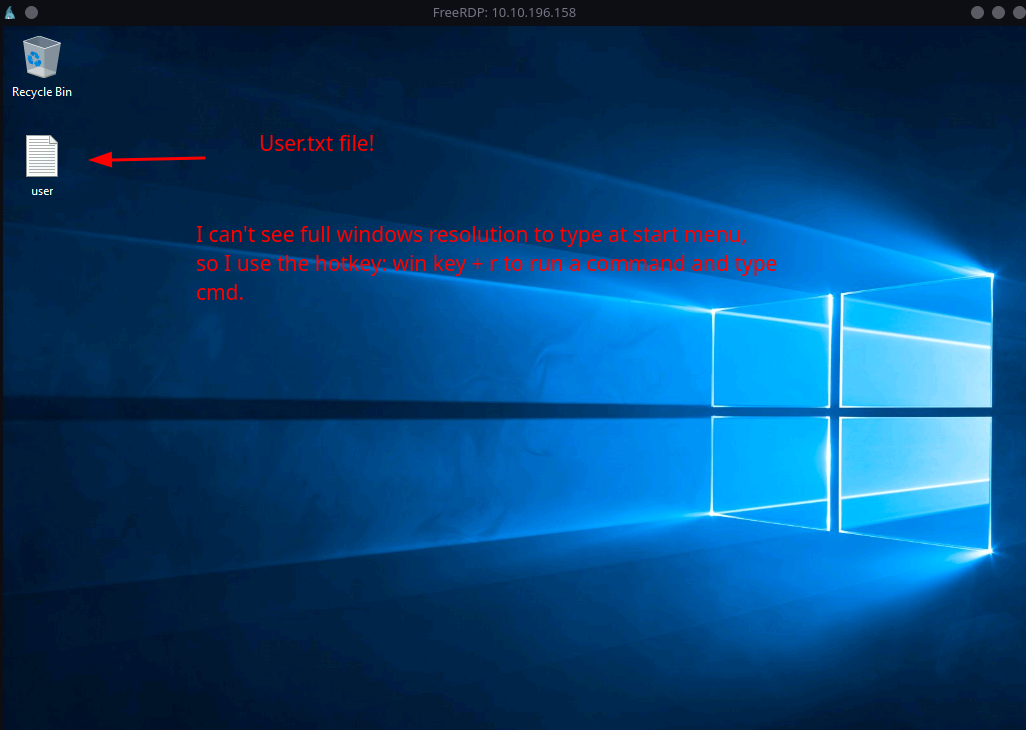 FreeRDP: 10.10.196.158
Recycle Bin
User.txt file!
user
I can't see full windows resolution to type at start menu,
so I use the hotkey: win key + r to run a command and type
cmd.